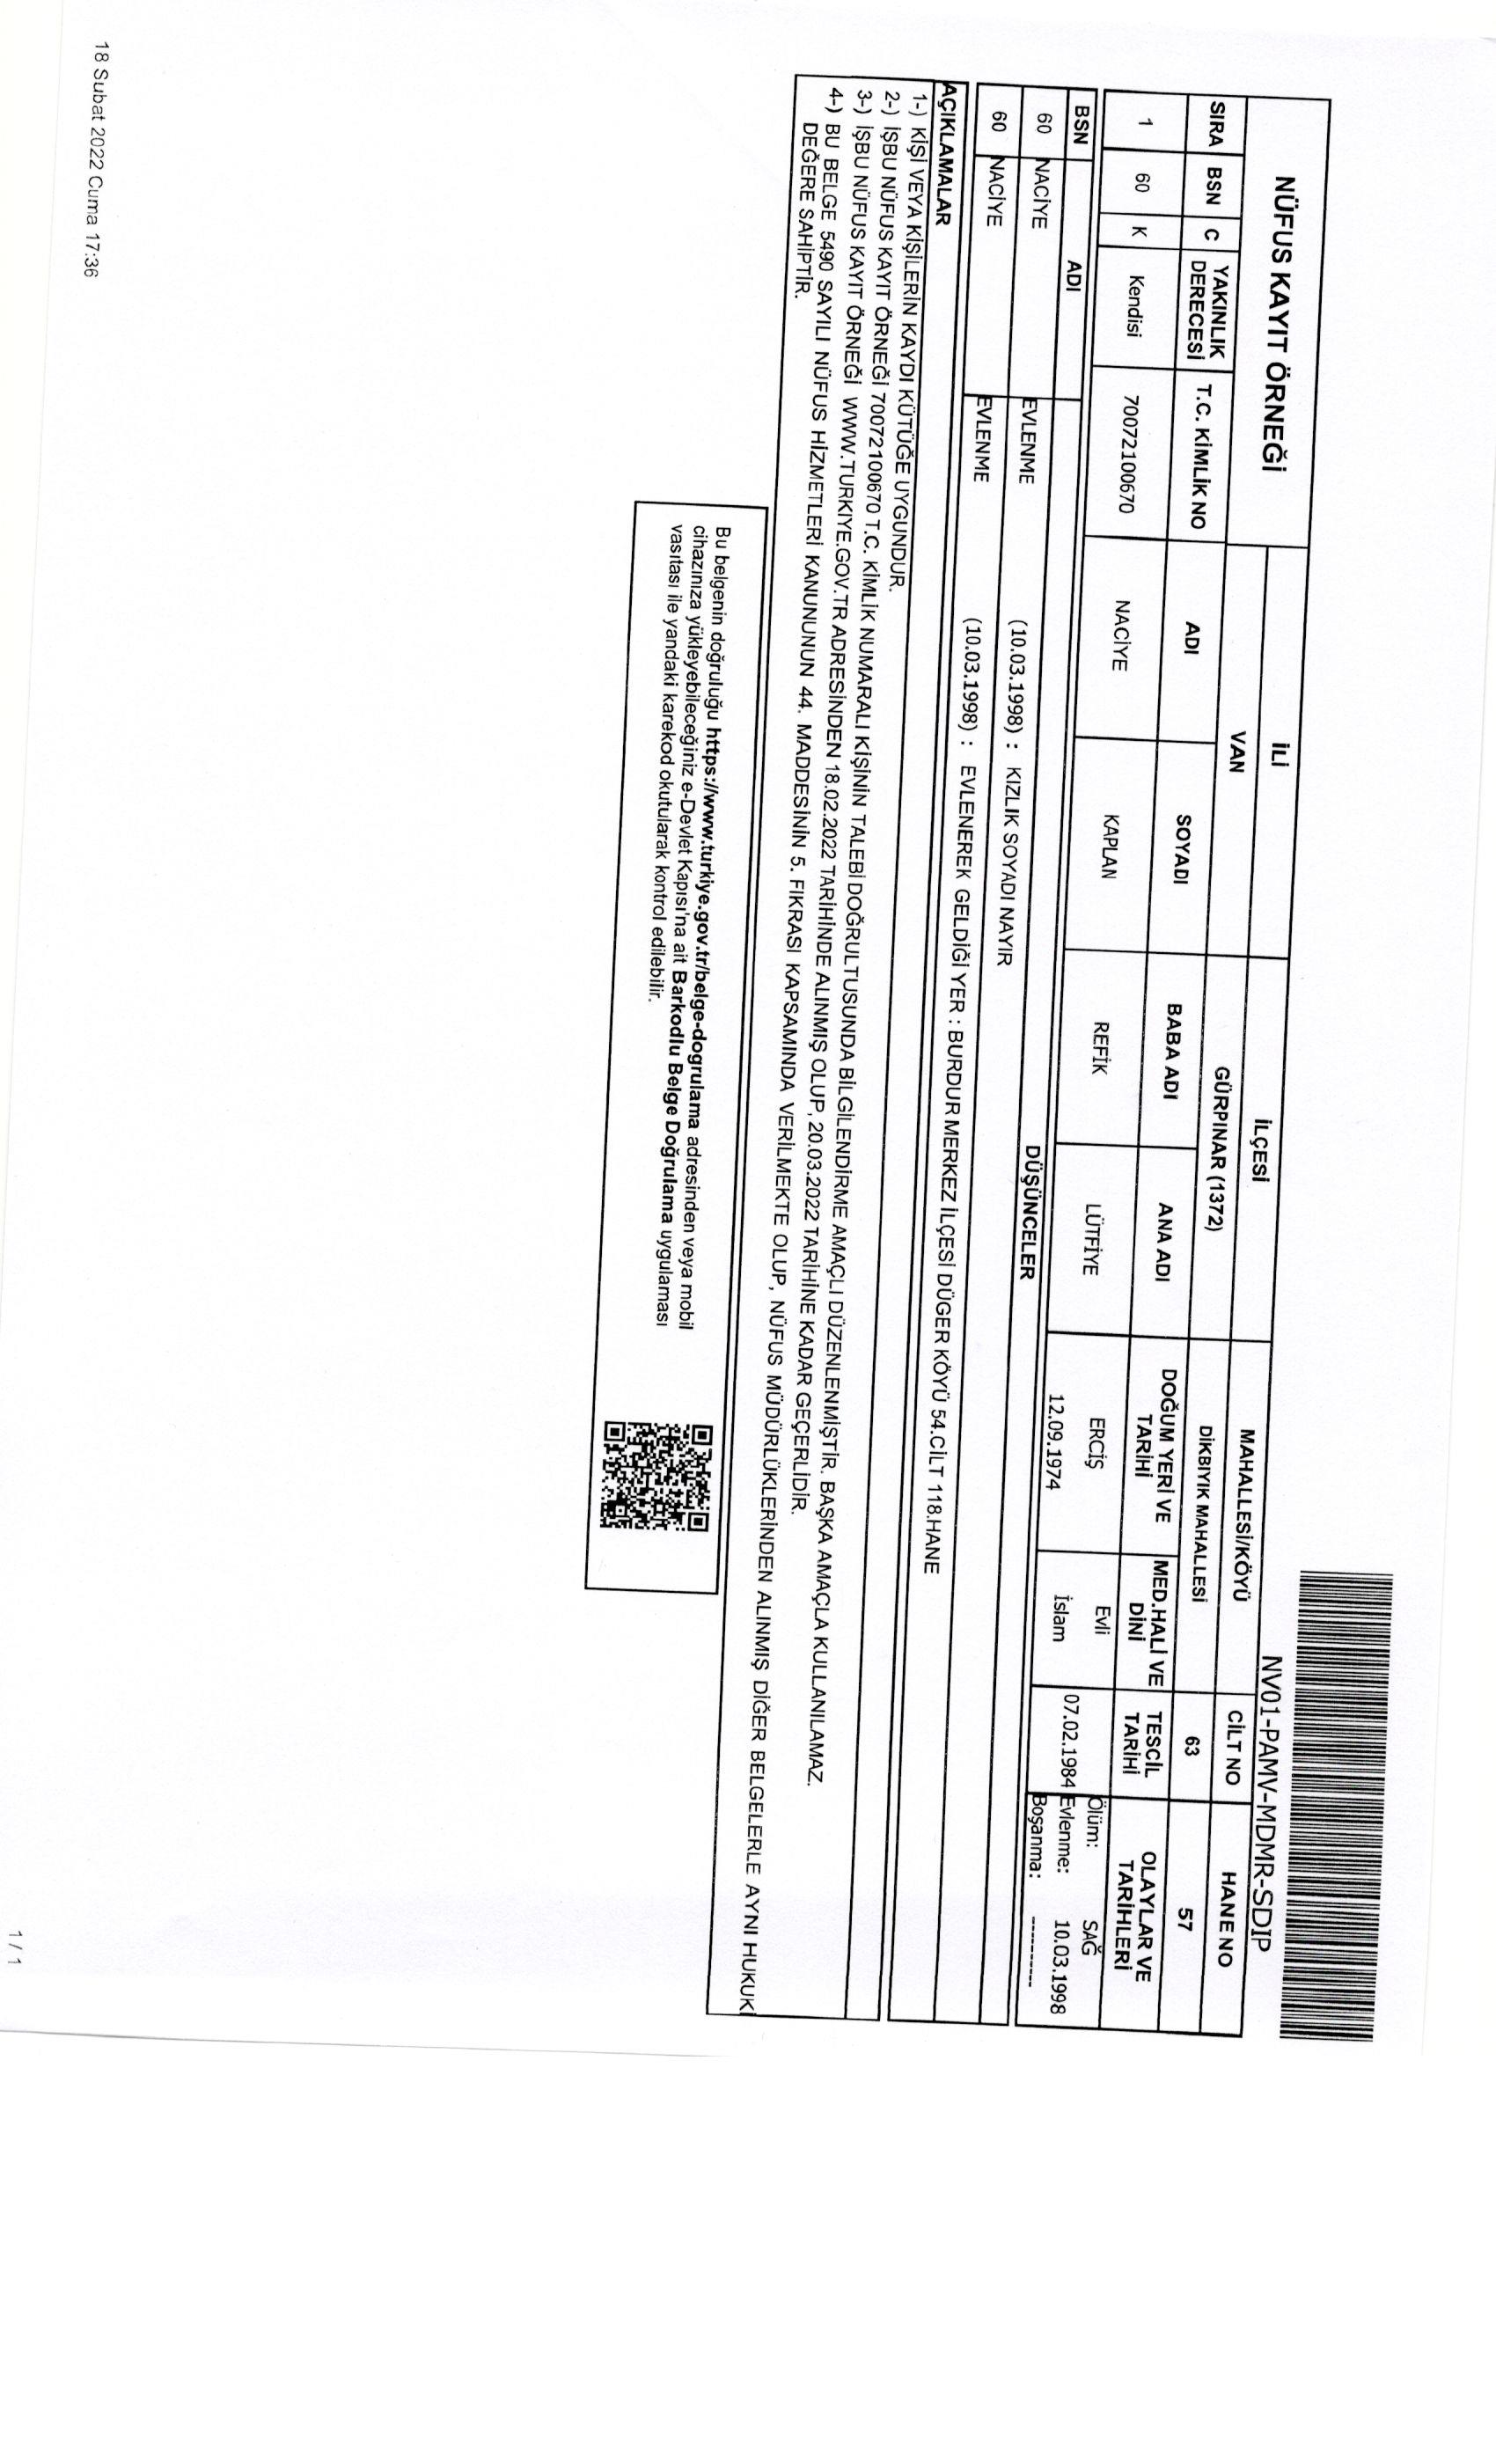 NV01-PAMV-MDMR-SDIP
NÜFUS KAYIT ÖRNEĞİ
İLİ İLÇESİ MAHALLESİ/KÖYÜ CİLT NO HANE NO
VAN GÜRPINAR (1372) DİKBIYIK MAHALLESİ 63 57
SIRA BSN C YAKINLIK DERECESİ T.C. KİMLİK NO ADI SOYADI BABA ADI ANA ADI DOĞUM YERİ VE TARİHİ MED.HALİ VE DİNİ TESCİL TARİHİ OLAYLAR VE TARİHLERİ
1 60 K Kendisi 70072100670 NACİYE KAPLAN REFİK LÜTFİYE ERCİŞ Evli Ölüm: SAĞ
12.09.1974 İslam 07.02.1984 Evlenme: 10.03.1998
Boşanma: ----------
BSN ADI DÜŞÜNCELER
60 NACİYE EVLENME (10.03.1998) : KIZLIK SOYADI NAYIR
60 NACİYE EVLENME (10.03.1998) : EVLENEREK GELDİĞİ YER : BURDUR MERKEZ İLÇESİ DÜGER KÖYÜ 54.CİLT 118.HANE
AÇIKLAMALAR
1-) KİŞİ VEYA KİŞİLERİN KAYDI KÜTÜĞE UYGUNDUR.
2-) İŞBU NÜFUS KAYIT ÖRNEĞİ 70072100670 T.C. KİMLİK NUMARALI KİŞİNİN TALEBİ DOĞRULTUSUNDA BİLGİLENDİRME AMAÇLI DÜZENLENMİŞTİR. BAŞKA AMAÇLA KULLANILAMAZ.
3-) İŞBU NÜFUS KAYIT ÖRNEĞİ WWW.TURKIYE.GOV.TR ADRESİNDEN 18.02.2022 TARİHİNDE ALINMIŞ OLUP, 20.03.2022 TARİHİNE KADAR GEÇERLİDİR.
4-) BU BELGE 5490 SAYILI NÜFUS HİZMETLERİ KANUNUNUN 44. MADDESİNİN 5. FIKRASI KAPSAMINDA VERİLMEKTE OLUP, NÜFUS MÜDÜRLÜKLERİNDEN ALINMIŞ DİĞER BELGELERLE AYNI HUKUKİ
DEĞERE SAHİPTİR.
Bu belgenin doğruluğu https://www.turkiye.gov.tr/belge-dogrulama adresinden veya mobil
cihazınıza yükleyebileceğiniz e-Devlet Kapısı'na ait Barkodlu Belge Doğrulama uygulaması
vasıtası ile yandaki karekod okutularak kontrol edilebilir.
18 Subat 2022 Cuma 17:36
1 / 1